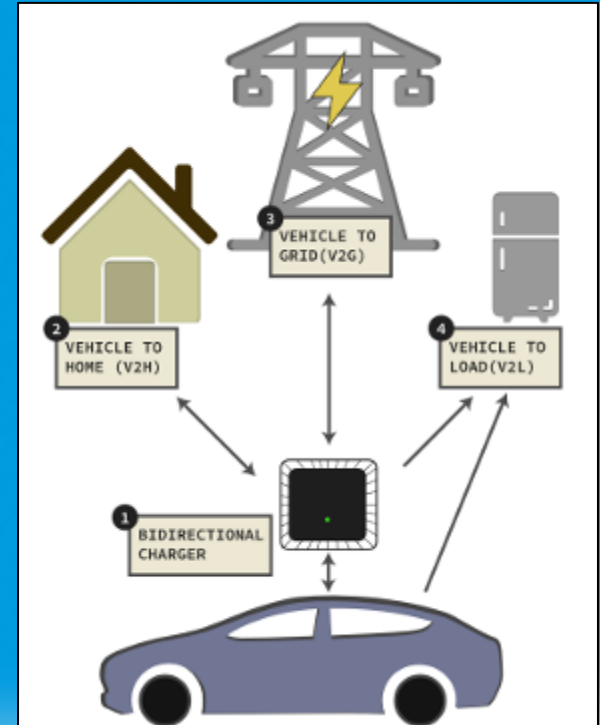 3
VEHICLE TO
GRID(V2G)
2
VEHICLE TO
HOME (V2H)
4
VEHICLE TO
LOAD(V2L)
1
BIDIRECTIONAL
CHARGER